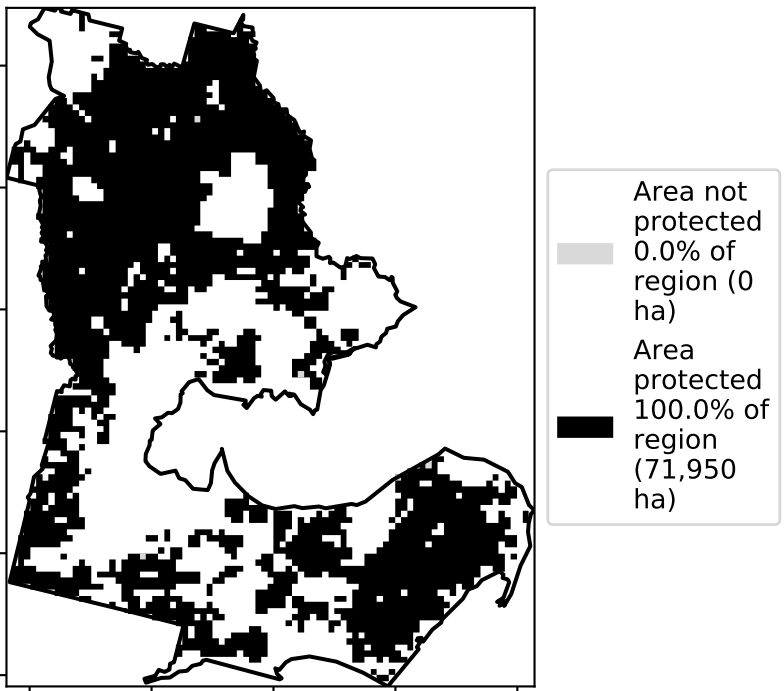 Area not
protected
0.0% of
region (0
ha)
Area
protected
100.0% of
region
(71,950
ha)